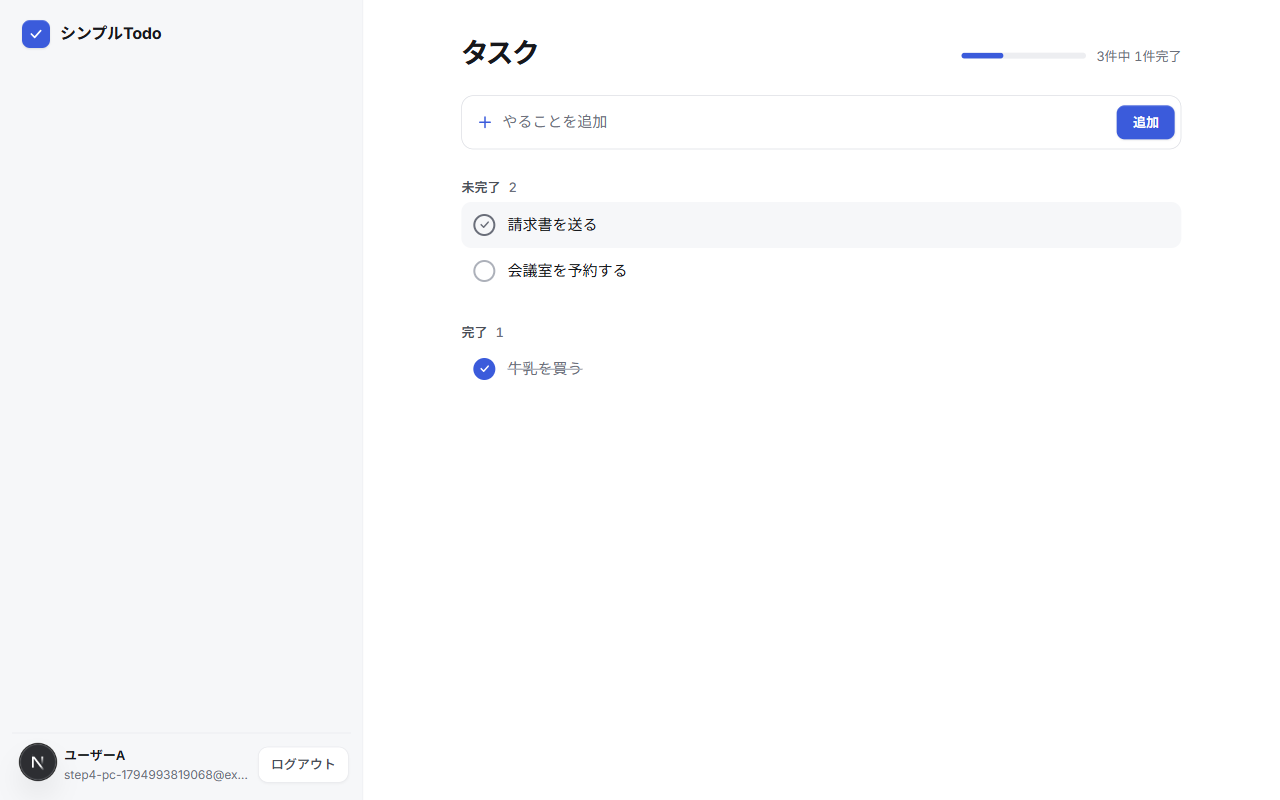 シンプルTodo
タスク
3件中 1件完了
やることを追加
追加
未完了 2
請求書を送る
会議室を予約する
完了 1
牛乳を買う
N
ユーザーA
step4-pc-1794993819068@ex...
ログアウト